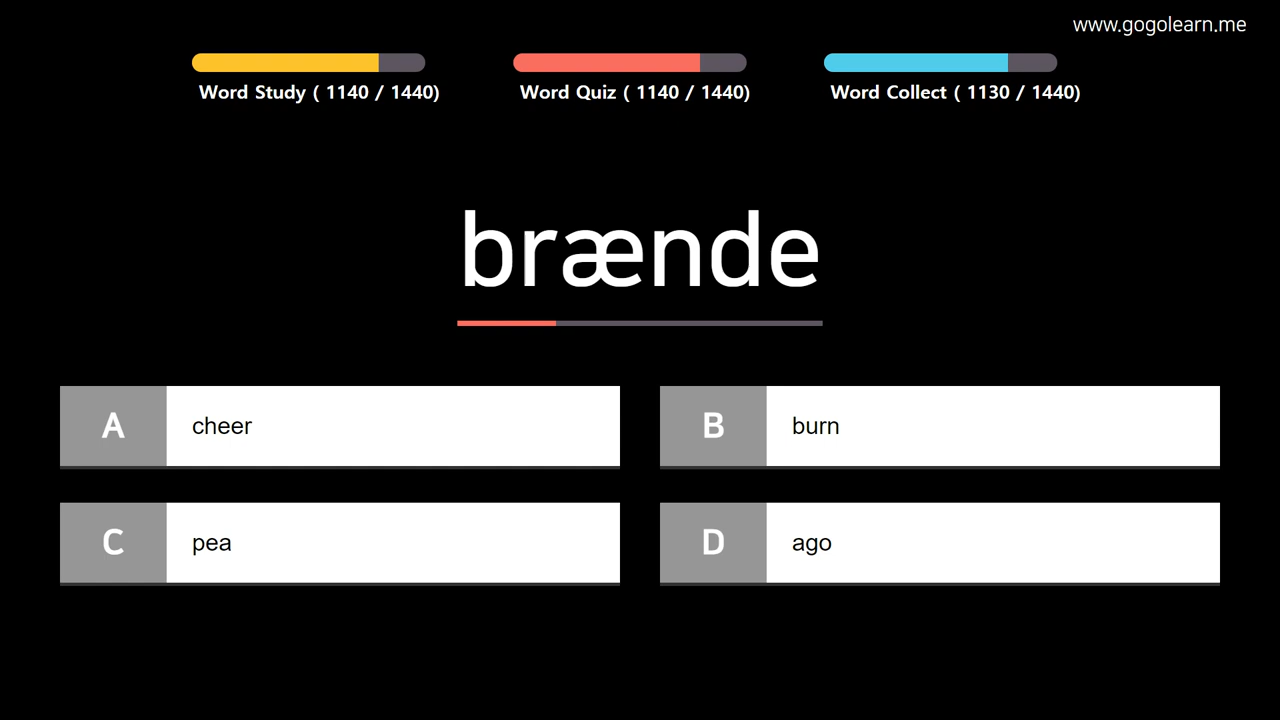 www.gogolearn.me
Word Study ( 1140 / 1440)
Word Quiz ( 1140 / 1440)
Word Collect ( 1130 / 1440)
brænde
A cheer
B burn
C pea
D ago